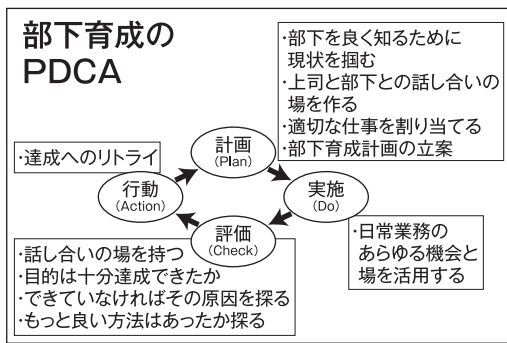 部下育成の
PDCA
・部下を良く知るために
現状を掴む
・上司と部下との話し合いの
場を作る
・適切な仕事を割り当てる
・部下育成計画の立案
計画
(Plan)
・達成へのリトライ
行動
(Action)
実施
(Do)
評価
(Check)
・日常業務の
あらゆる機会と
場を活用する
・話し合いの場を持つ
・目的は十分達成できたか
・できていなければその原因を探る
・もっと良い方法はあったか探る